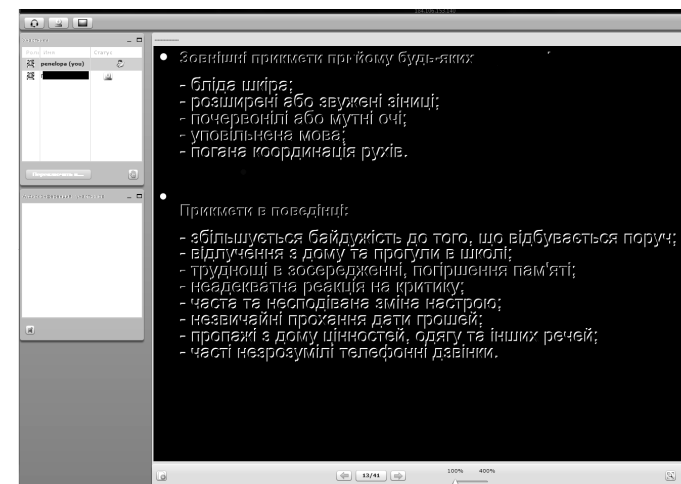 Статус
penelopa (you)
Зовнішні прикмети прийому будь-яких
- бліда шкіра;
- розширені або звужені зіниці;
- почервонілі або мутні очі;
- уповільнена мова;
- погана координація рухів.
Прикмети в поведінці:
- збільшується байдужість до того, що відбувається поруч;
- відлучення з дому та прогули в школі;
- труднощі в зосередженні, погіршення пам'яті;
- неадекватна реакція на критику;
- часта та несподівана зміна настрою;
- незвичайні прохання дати грошей;
- пропажі з дому цінностей, одягу та інших речей;
- часті незрозумілі телефонні дзвінки.
13/41
100% 400%